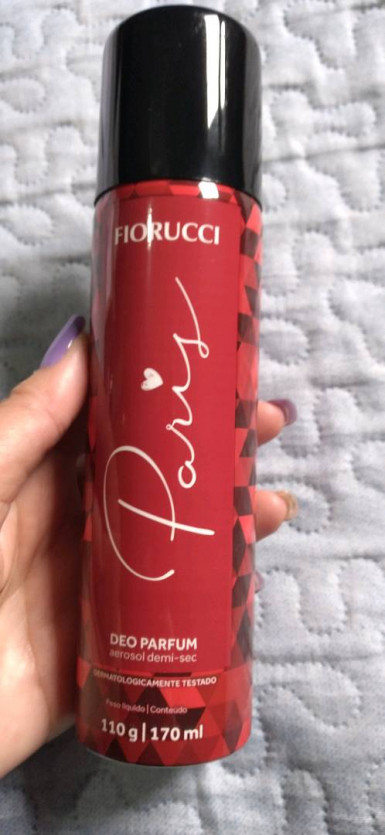 FIORUCCI
Paris
DEO PARFUM
aerosol demi-sec
DERMATOLOGICAMENTE TESTADO
Peso líquido | Conteúdo
110 g | 170 ml